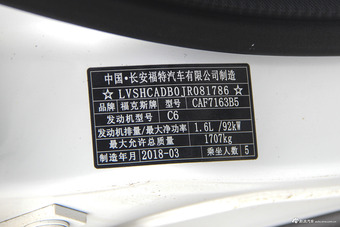 中国·长安福特汽车有限公司制造
★LVSHCADB0JR081786★
品牌 福克斯牌 型号 CAF7163B5
发动机型号 C6
发动机排量/最大净功率 1.6L/92kW
最大允许总质量 1707kg
制造年月 2018-03 乘坐人数 5